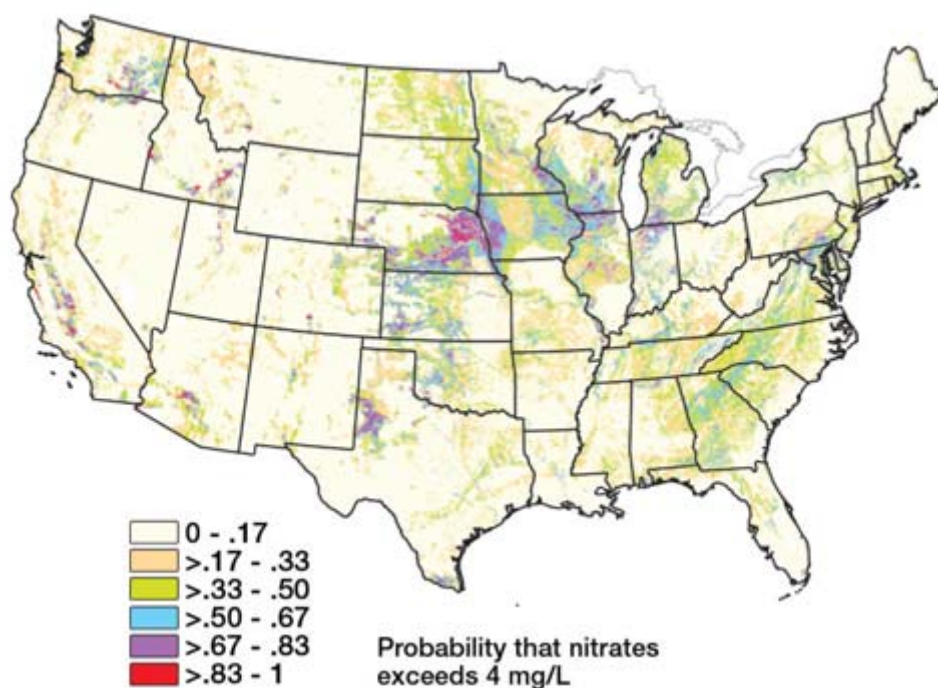 0 - .17
>.17 - .33
>.33 - .50
>.50 - .67
>.67 - .83
>.83 - 1
Probability that nitrates
exceeds 4 mg/L